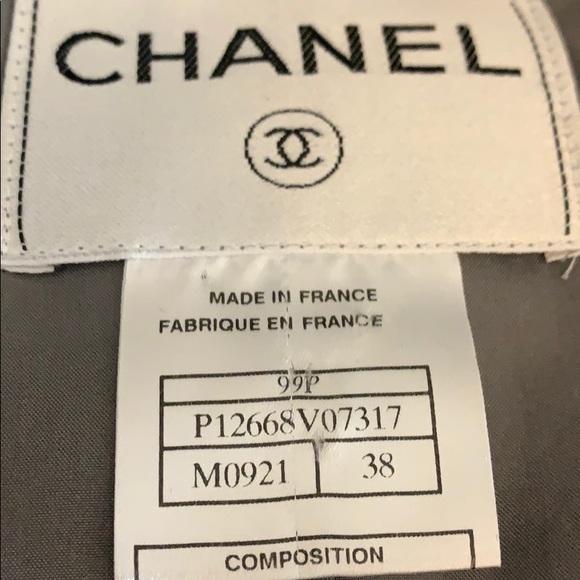 CHANEL
MADE IN FRANCE
FABRIQUE EN FRANCE
99P
P12668V07317
M0921 38
COMPOSITION